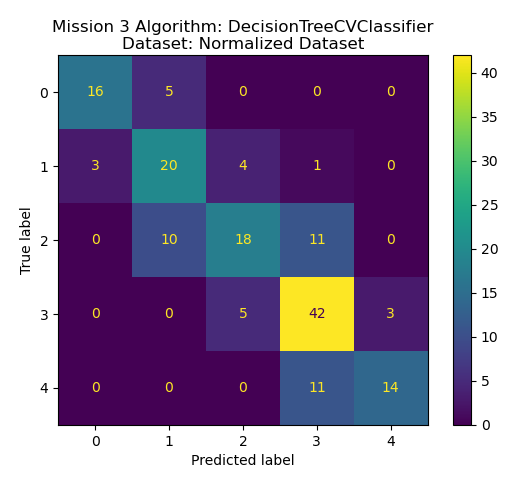 Mission 3 Algorithm: DecisionTreeCVClassifier
Dataset: Normalized Dataset
True label
0 16 5 0 0 0
1 3 20 4 1 0
2 0 10 18 11 0
3 0 0 5 42 3
4 0 0 0 11 14
0 1 2 3 4
Predicted label
40
35
30
25
20
15
10
5
0